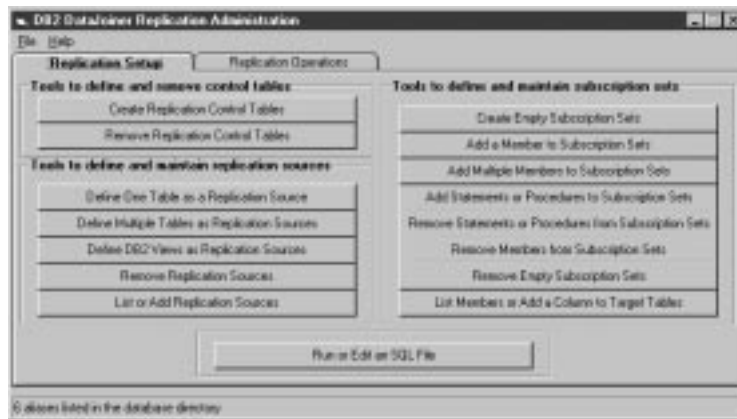 DB2 DataJoiner Replication Administration
File Help
Replication Setup Replication Operations
Tools to define and remove control tables
Create Replication Control Tables
Remove Replication Control Tables
Tools to define and maintain replication sources
Define One Table as a Replication Source
Define Multiple Tables as Replication Sources
Define DB2 Views as Replication Sources
Remove Replication Sources
List or Add Replication Sources
Tools to define and maintain subscription sets
Create Empty Subscription Sets
Add a Member to Subscription Sets
Add Multiple Members to Subscription Sets
Add Statements or Procedures to Subscription Sets
Remove Statements or Procedures from Subscription Sets
Remove Members from Subscription Sets
Remove Empty Subscription Sets
List Members or Add a Column to Target Tables
Run or Edit an SQL File
6 aliases listed in the database directory